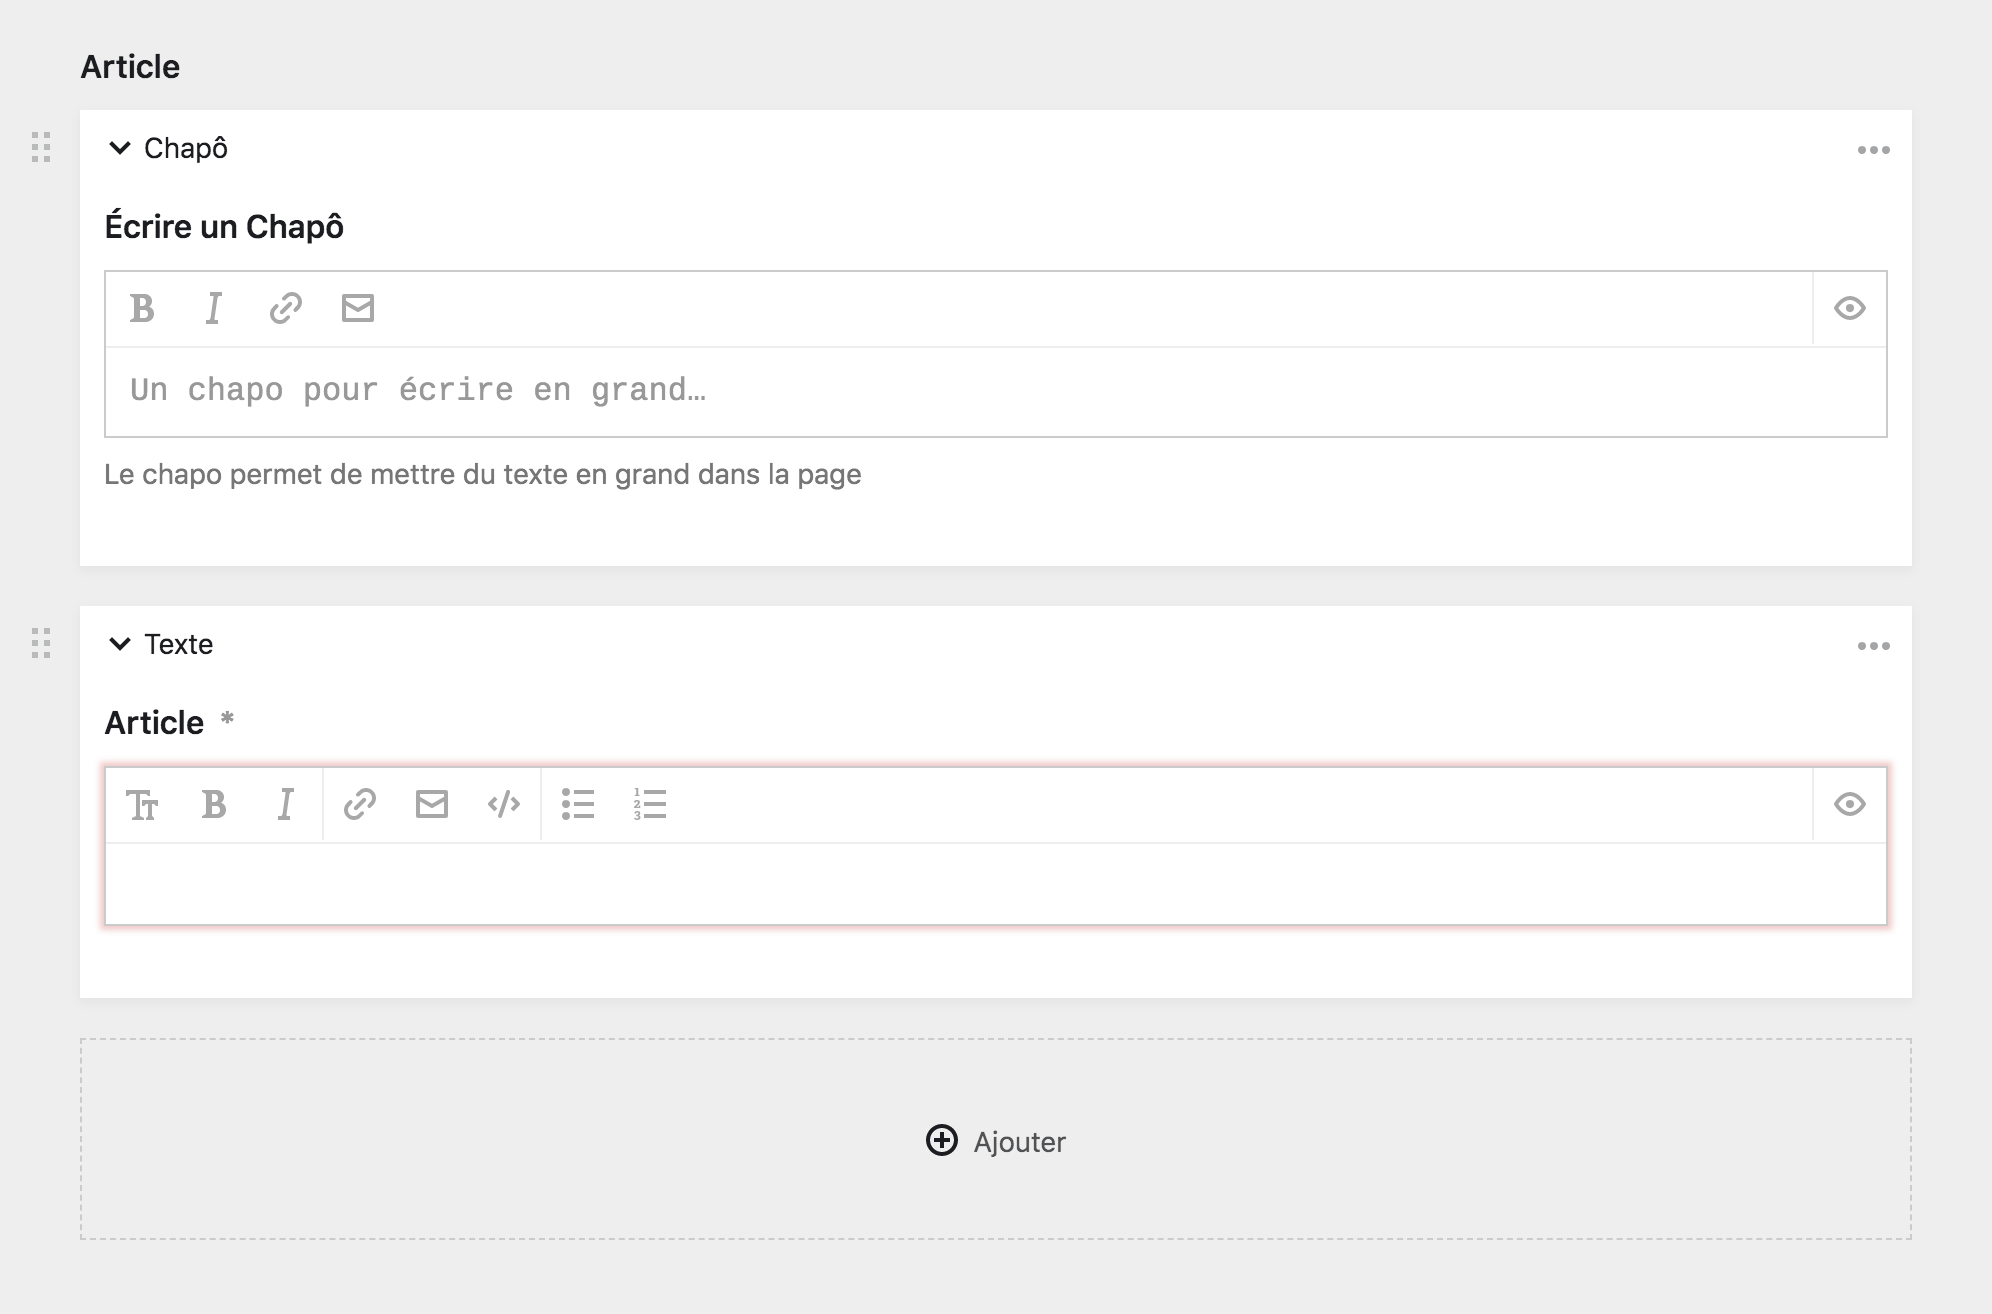 Article
Chapô
Écrire un Chapô
Un chapo pour écrire en grand…
Le chapo permet de mettre du texte en grand dans la page
Texte
Article *
Ajouter